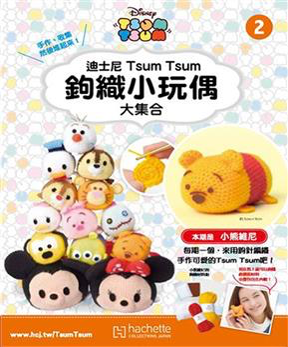 Disney
TSUM TSUM
2
手作、收集
然後堆起來!
迪士尼 Tsum Tsum
鉤織小玩偶
大集合
本期是 小熊維尼
每期一個,來用鉤針編織
手作可愛的Tsum Tsum吧!
www.hcj.tw/TsumTsum
hachette
COLLECTIONS JAPAN